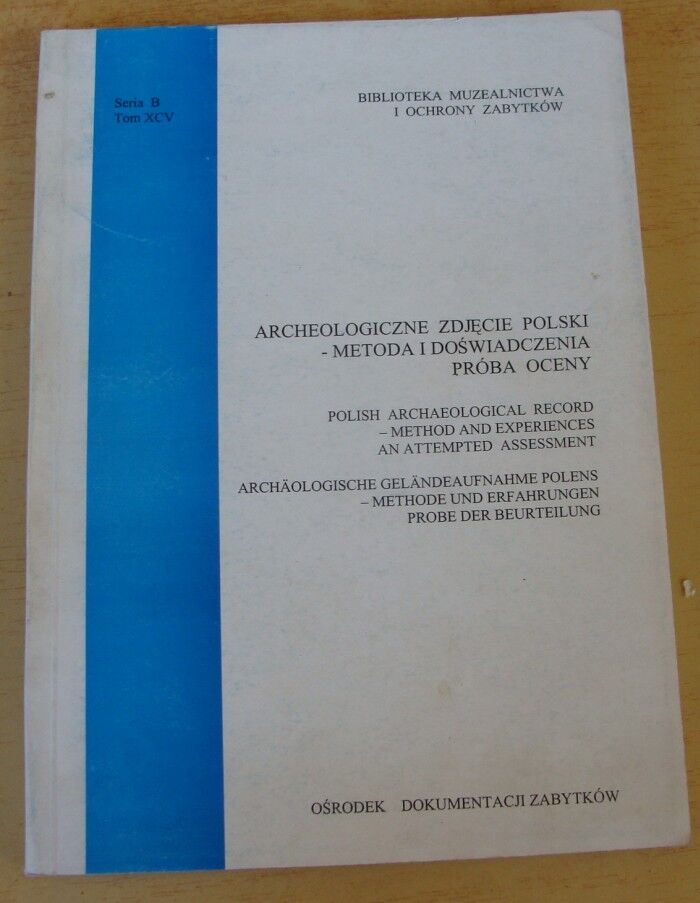 Seria B
Tom XCV
BIBLIOTEKA MUZEALNICTWA
I OCHRONY ZABYTKÓW
ARCHEOLOGICZNE ZDJĘCIE POLSKI
- METODA I DOŚWIADCZENIA
PRÓBA OCENY
POLISH ARCHAEOLOGICAL RECORD
– METHOD AND EXPERIENCES
AN ATTEMPTED ASSESSMENT
ARCHÄOLOGISCHE GELÄNDEAUFNAHME POLENS
– METHODE UND ERFAHRUNGEN
PROBE DER BEURTEILUNG
OŚRODEK DOKUMENTACJI ZABYTKÓW